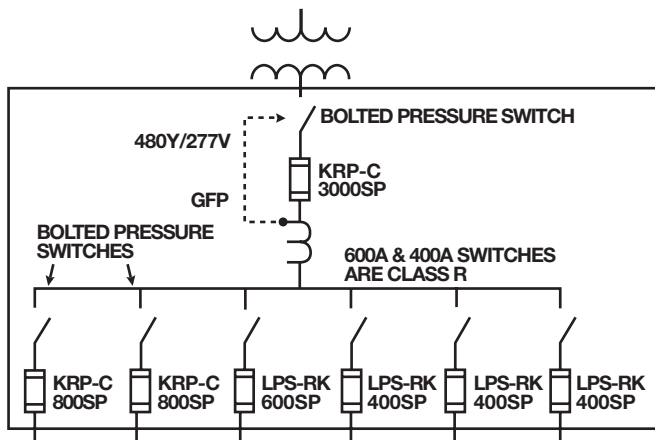 BOLTED PRESSURE SWITCH
480Y/277V
KRP-C
3000SP
GFP
BOLTED PRESSURE
SWITCHES
600A & 400A SWITCHES
ARE CLASS R
KRP-C
800SP
KRP-C
800SP
LPS-RK
600SP
LPS-RK
400SP
LPS-RK
400SP
LPS-RK
400SP